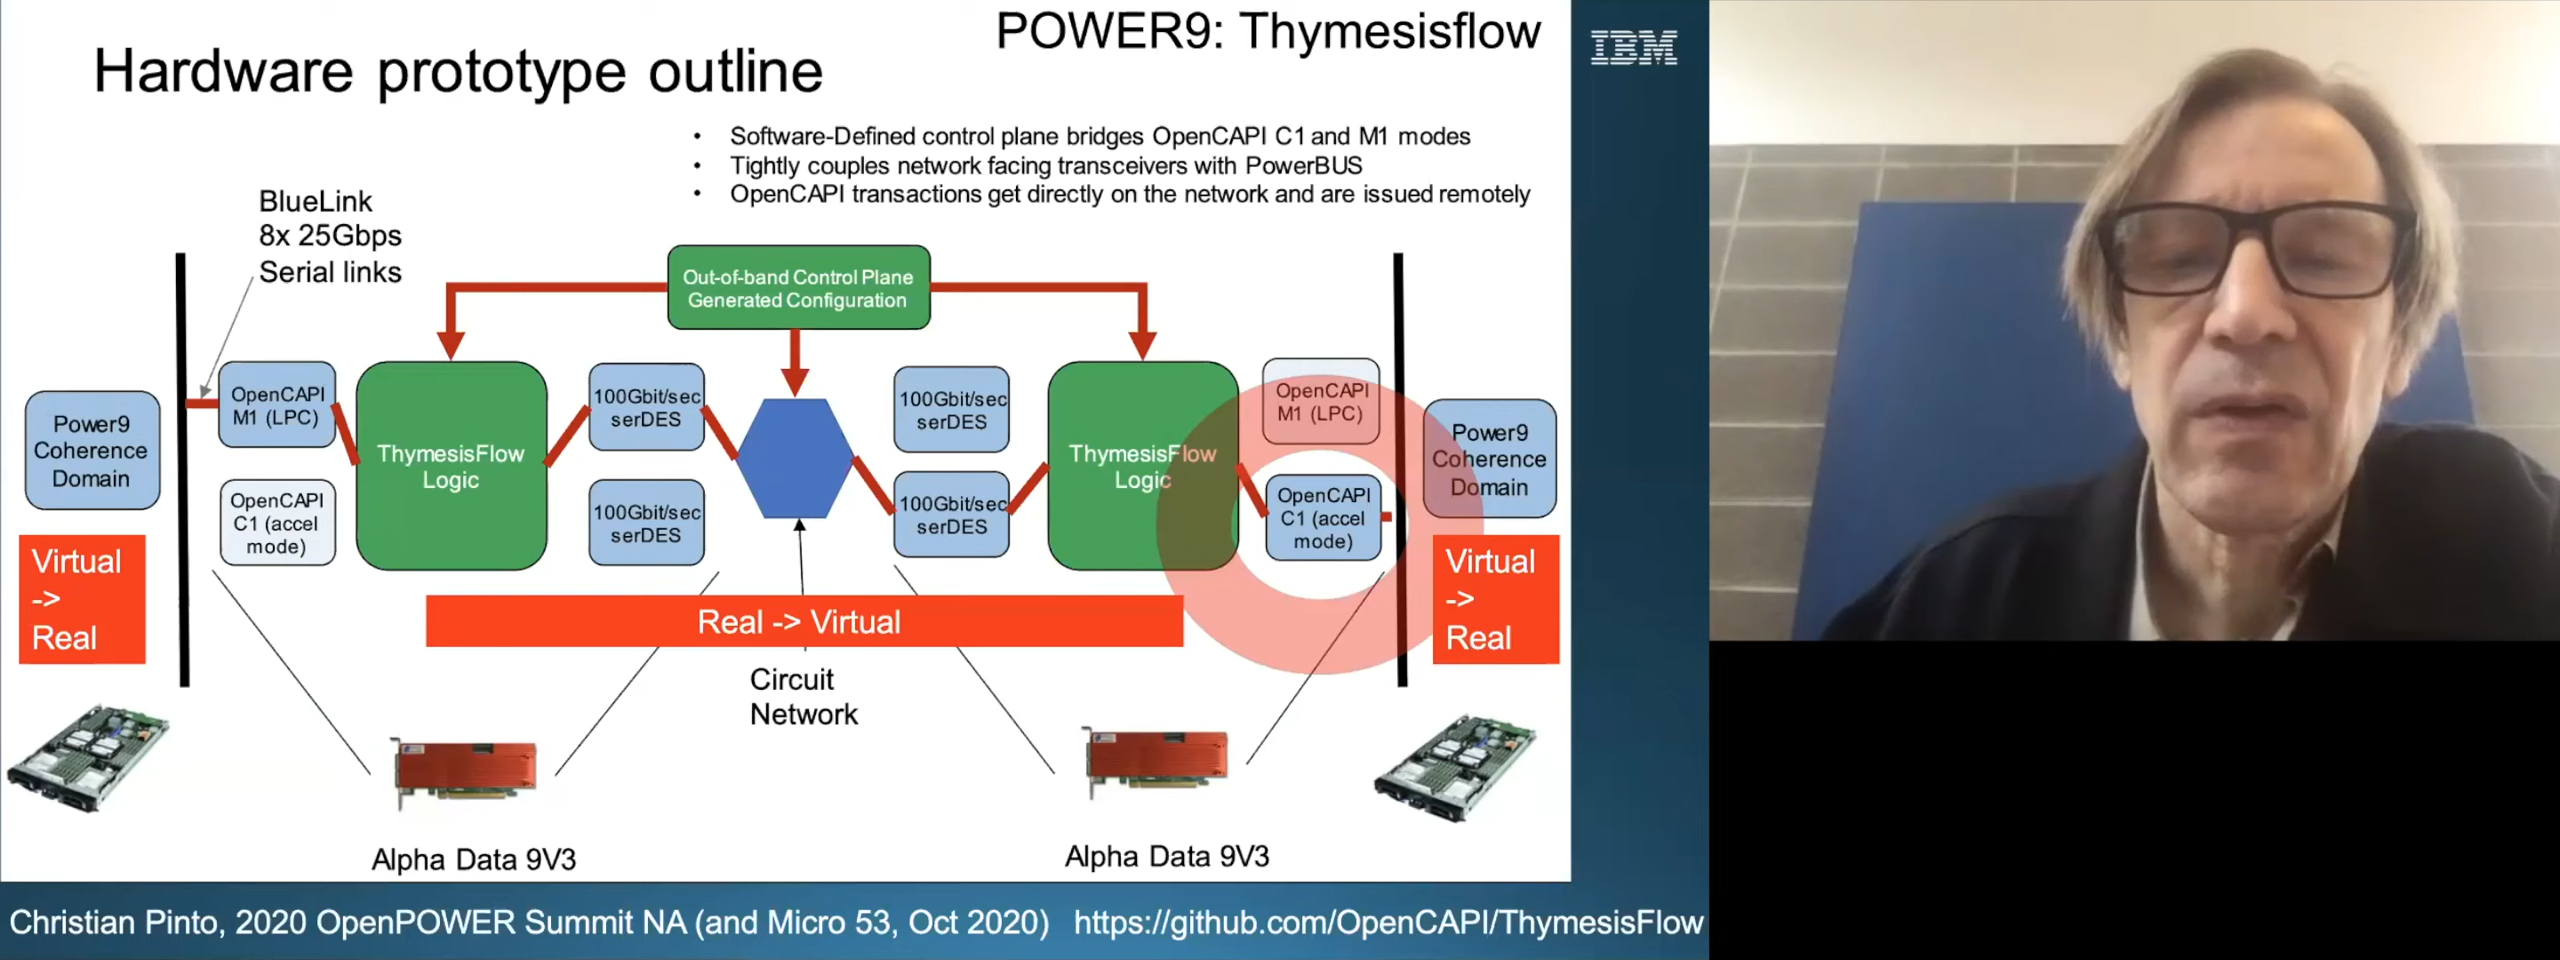 POWER9: Thymesisflow
IBM
Hardware prototype outline
• Software-Defined control plane bridges OpenCAPI C1 and M1 modes
• Tightly couples network facing transceivers with PowerBUS
• OpenCAPI transactions get directly on the network and are issued remotely
BlueLink
8x 25Gbps
Serial links
Out-of-band Control Plane
Generated Configuration
Power9
Coherence
Domain
OpenCAPI
M1 (LPC)
OpenCAPI
C1 (accel
mode)
ThymesisFlow
Logic
100Gbit/sec
serDES
100Gbit/sec
serDES
100Gbit/sec
serDES
100Gbit/sec
serDES
ThymesisFlow
Logic
OpenCAPI
M1 (LPC)
OpenCAPI
C1 (accel
mode)
Power9
Coherence
Domain
Virtual
->
Real
Real -> Virtual
Virtual
->
Real
Circuit
Network
Alpha Data 9V3
Alpha Data 9V3
Christian Pinto, 2020 OpenPOWER Summit NA (and Micro 53, Oct 2020) https://github.com/OpenCAPI/ThymesisFlow